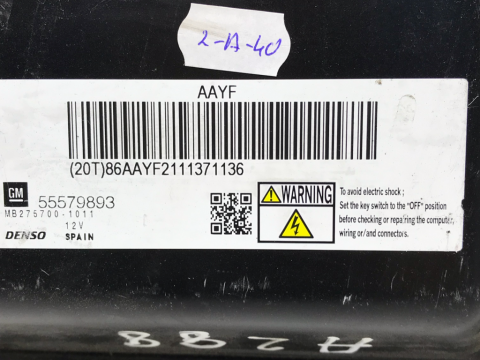 2-A-40
AAYF
(20T)86AAYF2111371136
GM 55579893
MB275700-1011
12V
DENSO SPAIN
WARNING
To avoid electric shock ;
Set the key switch to the "OFF" position
before checking or repairing the computer,
wiring or/and connectors.
A288